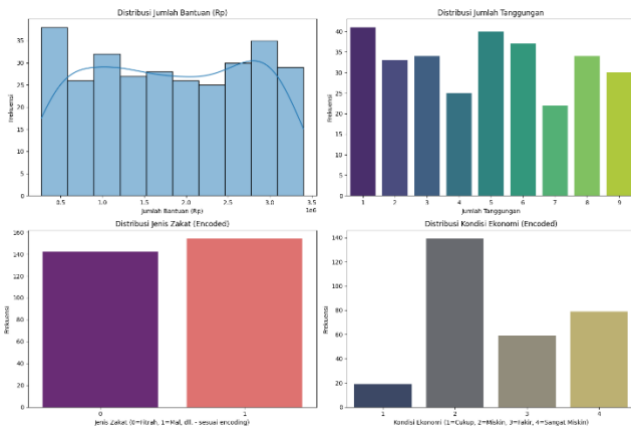 Distribusi Jumlah Bantuan (Rp)
Frekuensi
35
30
25
20
15
10
5
0
0.5 1.0 1.5 2.0 2.5 3.0 3.5
1e6
Jumlah Bantuan (Rp)
Distribusi Jumlah Tanggungan
Frekuensi
40
35
30
25
20
15
10
5
0
1 2 3 4 5 6 7 8 9
Jumlah Tanggungan
Distribusi Jenis Zakat (Encoded)
Frekuensi
160
140
120
100
80
60
40
20
0
0 1
Jenis Zakat (0=Fitrah, 1=Mal, dll. - sesuai encoding)
Distribusi Kondisi Ekonomi (Encoded)
Frekuensi
140
120
100
80
60
40
20
0
1 2 3 4
Kondisi Ekonomi (1=Cukup, 2=Miskin, 3=Fakir, 4=Sangat Miskin)